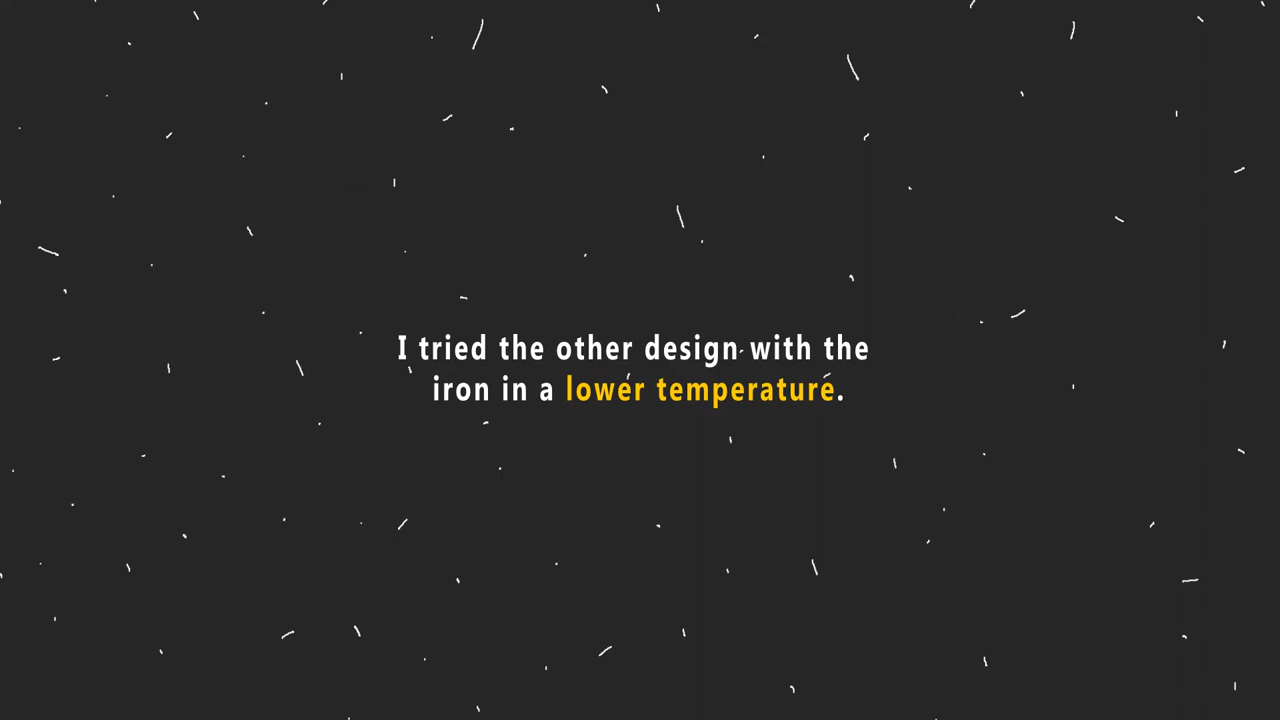 I tried the other design with the
iron in a lower temperature.